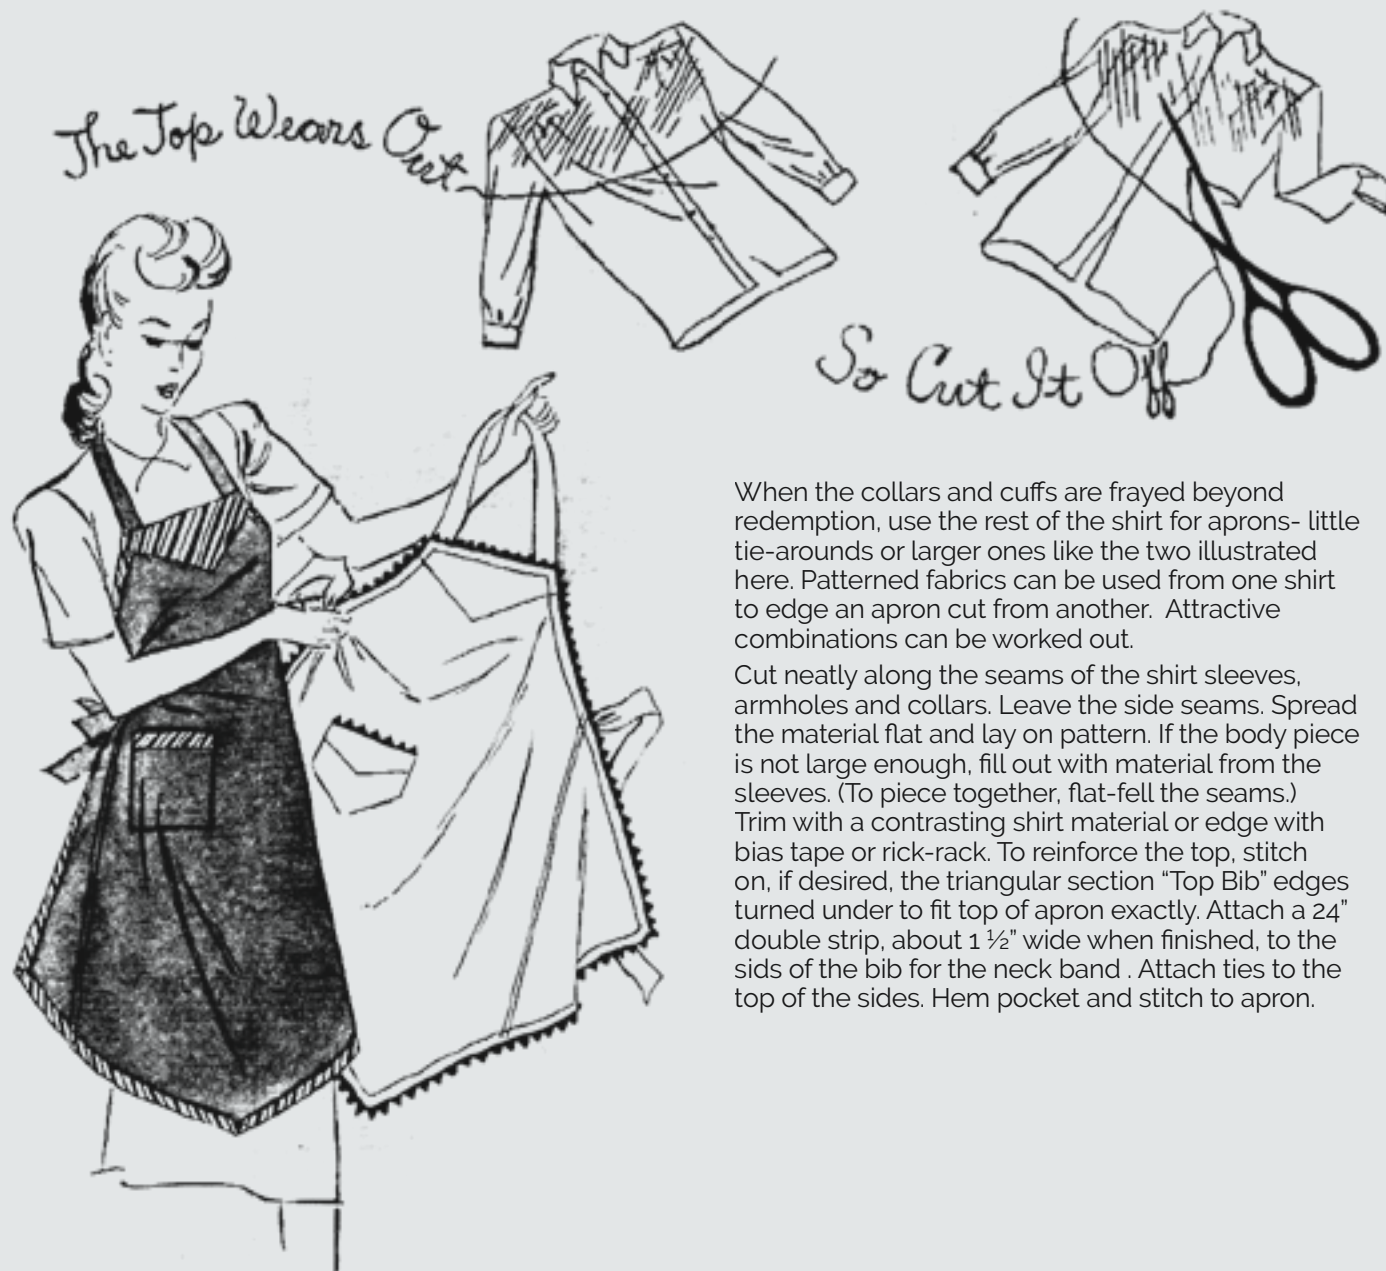 The Top Wears Out
So Cut It Off
When the collars and cuffs are frayed beyond
redemption, use the rest of the shirt for aprons- little
tie-arounds or larger ones like the two illustrated
here. Patterned fabrics can be used from one shirt
to edge an apron cut from another.  Attractive
combinations can be worked out.
Cut neatly along the seams of the shirt sleeves,
armholes and collars. Leave the side seams. Spread
the material flat and lay on pattern. If the body piece
is not large enough, fill out with material from the
sleeves. (To piece together, flat-fell the seams.)
Trim with a contrasting shirt material or edge with
bias tape or rick-rack. To reinforce the top, stitch
on, if desired, the triangular section “Top Bib” edges
turned under to fit top of apron exactly. Attach a 24”
double strip, about 1 ½” wide when finished, to the
sids of the bib for the neck band . Attach ties to the
top of the sides. Hem pocket and stitch to apron.